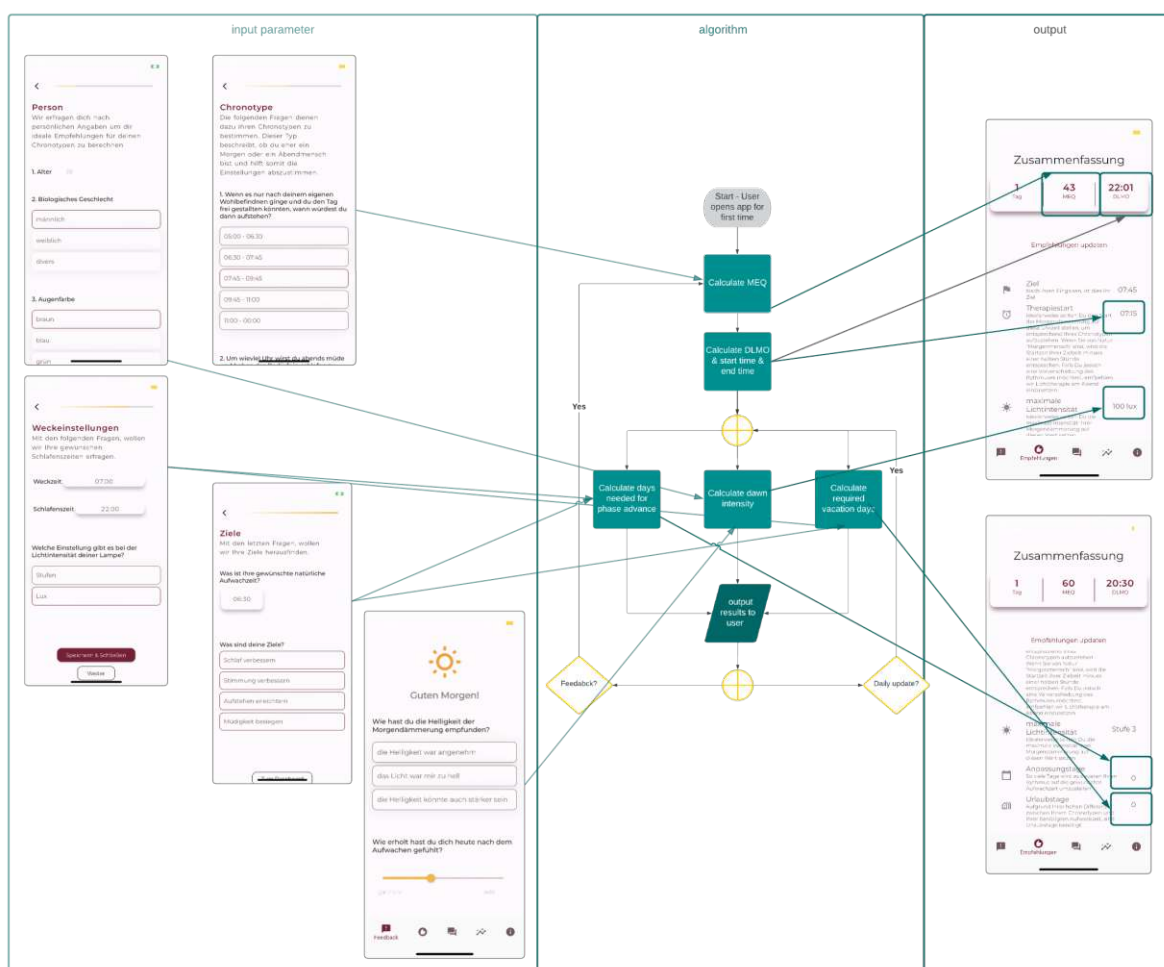 input parameter
algorithm
output
Person
Wir erfragen dich nach
persönlichen Angaben um dir
ideale Empfehlungen für deinen
Chronotypen zu berechnen
1. Alter
2. Biologisches Geschlecht
männlich
weiblich
divers
3. Augenfarbe
braun
blau
grün
Chronotype
Die folgenden Fragen dienen
dazu ihren Chronotypen zu
bestimmen. Dieser Typ
beschreibt, ob du eher ein
Morgen oder ein Abendmensch
bist und hilft somit die
Einstellungen abzustimmen.
1. Wenn es nur nach deinem eigenen
Wohlbefinden ginge und du den Tag
frei gestallten könnten, wann würdest du
dann aufstehen?
05:00 - 06:30
06:30 - 07:45
07:45 - 09:45
09:45 - 11:00
11:00 - 00:00
2. Um wieviel Uhr wirst du abends müde
Weckeinstellungen
Mit den folgenden Fragen, wollen
wir Ihre gewünschen
Schlafenszeiten erfragen.
Weckzeit
07:30
Schlafenszeit
22:00
Welche Einstellung gibt es bei der
Lichtintensität deiner Lampe?
Stufen
Lux
Speichern & Schließen
Weiter
Ziele
Mit den letzten Fragen, wollen
wir Ihre Ziele herausfinden.
Was ist Ihre gewünschte natürliche
Aufwachzeit?
06:30
Was sind deine Ziele?
Schlaf verbessern
Stimmung verbessern
Aufstehen erleichtern
Müdigkeit besiegen
Guten Morgen!
Wie hast du die Helligkeit der
Morgendämmerung empfunden?
die Helligkeit war angenehm
das Licht war mir zu hell
die Helligkeit könnte auch stärker sein
Wie erholt hast du dich heute nach dem
Aufwachen gefühlt?
Feedback
Start - User
opens app for
first time
Calculate MEQ
Calculate DLMO
& start time &
end time
Yes
Yes
Calculate days
needed for
phase advance
Calculate dawn
intensity
Calculate
required
vacation days
output
results to
user
Feedabck?
Daily update?
Zusammenfassung
1
Tag
43
MEQ
22:01
DLMO
Empfehlungen updaten
Ziel
07:45
Therapiestart
07:15
maximale
Lichtintensität
100 lux
Empfehlungen
Zusammenfassung
1
Tag
60
MEQ
20:30
DLMO
Empfehlungen updaten
maximale
Lichtintensität
Stufe 3
Anpassungstage
0
Urlaubstage
0
Empfehlungen